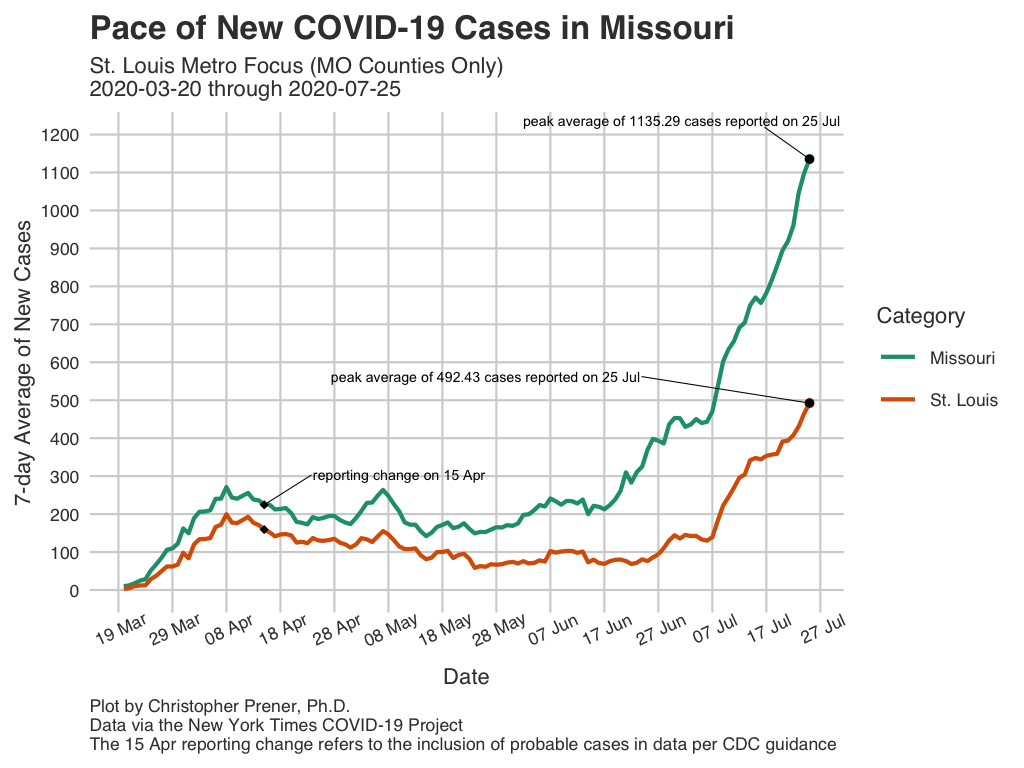 Pace of New COVID-19 Cases in Missouri
St. Louis Metro Focus (MO Counties Only)
2020-03-20 through 2020-07-25
peak average of 1135.29 cases reported on 25 Jul
1200
1100
1000
900
800
700
600
500
400
300
200
100
0
7-day Average of New Cases
peak average of 492.43 cases reported on 25 Jul
reporting change on 15 Apr
Category
Missouri
St. Louis
19 Mar
29 Mar
08 Apr
18 Apr
28 Apr
08 May
18 May
28 May
07 Jun
17 Jun
27 Jun
07 Jul
17 Jul
27 Jul
Date
Plot by Christopher Prener, Ph.D.
Data via the New York Times COVID-19 Project
The 15 Apr reporting change refers to the inclusion of probable cases in data per CDC guidance